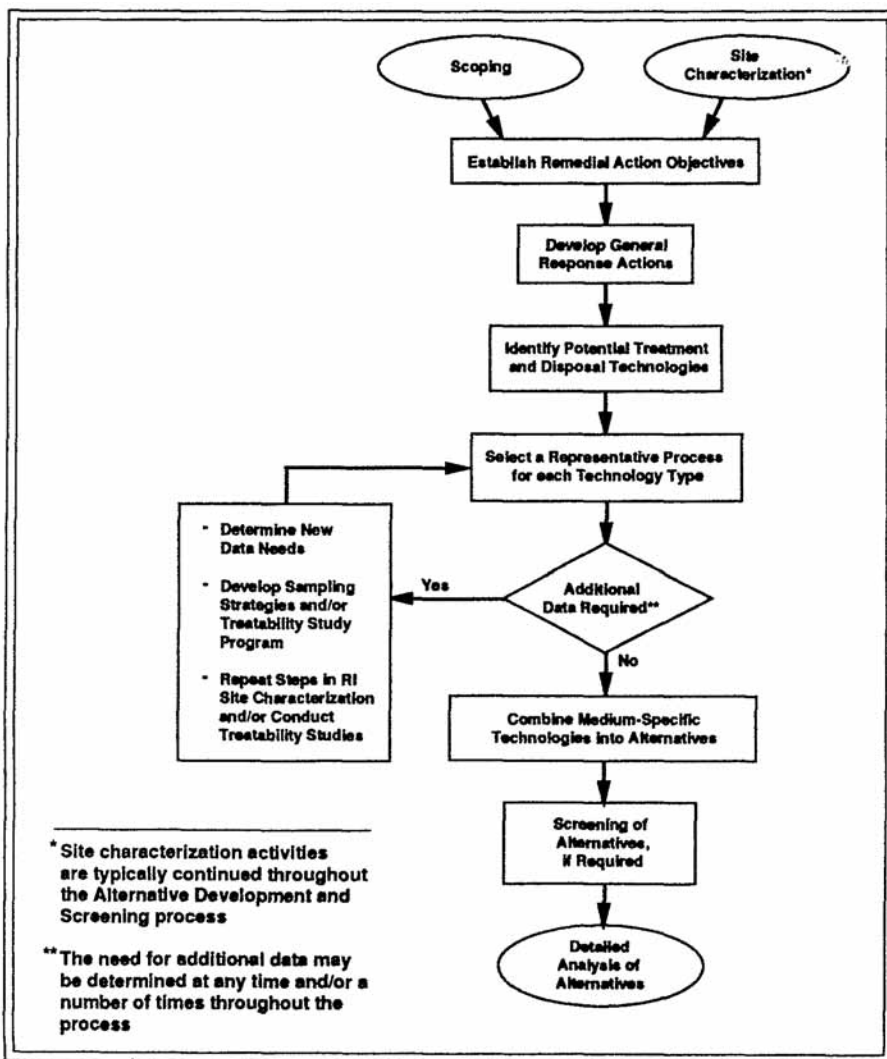 Scoping
Site
Characterization*
Establish Remedial Action Objectives
Develop General
Response Actions
Identify Potential Treatment
and Disposal Technologies
Select a Representative Process
for each Technology Type
- Determine New
Data Needs
- Develop Sampling
Strategies and/or
Treatability Study
Program
- Repeat Steps in RI
Site Characterization
and/or Conduct
Treatability Studies
Yes
Additional
Data Required**
No
Combine Medium-Specific
Technologies into Alternatives
Screening of
Alternatives,
if Required
Detailed
Analysis of
Alternatives
* Site characterization activities
are typically continued throughout
the Alternative Development and
Screening process
** The need for additional data may
be determined at any time and/or a
number of times throughout the
process